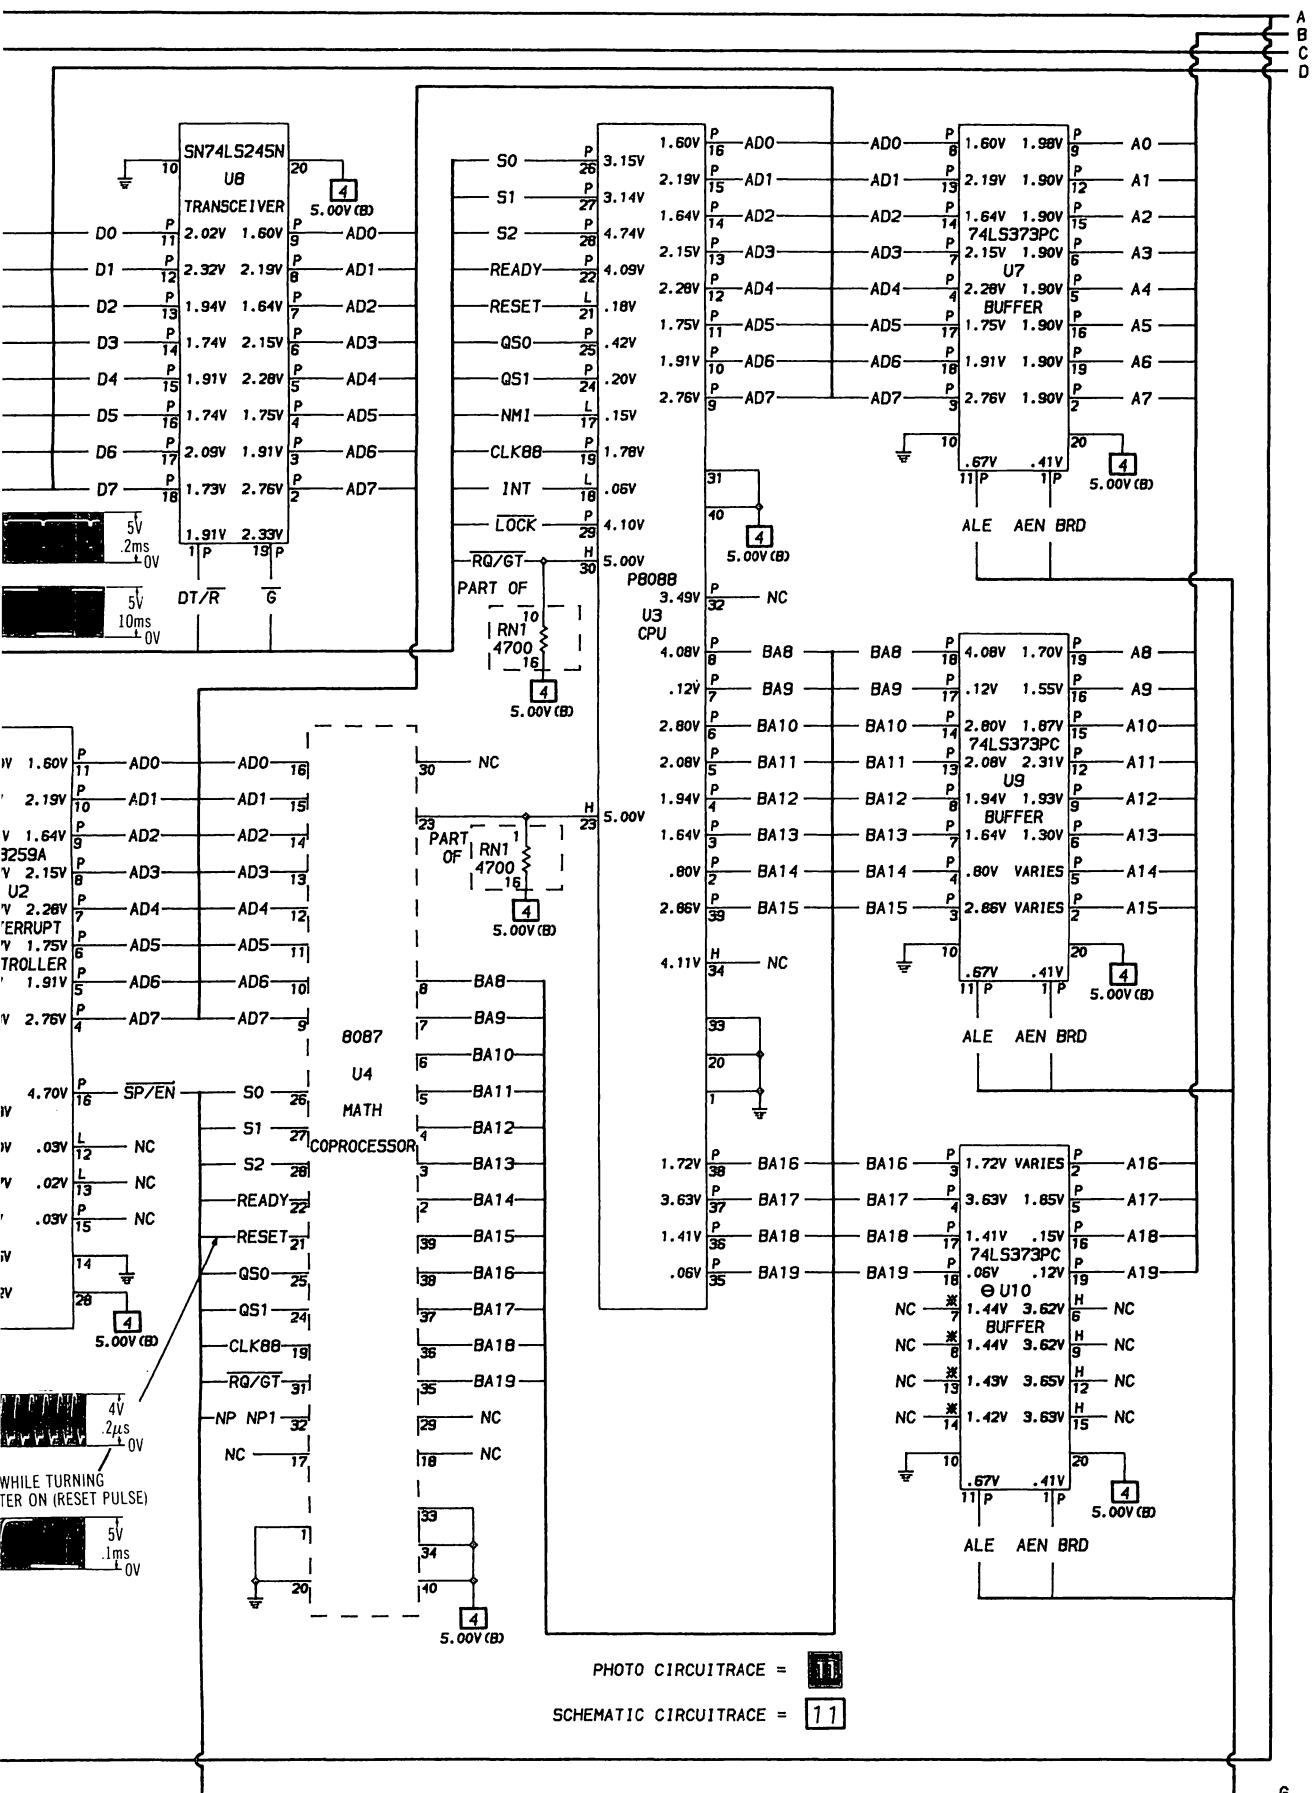 A
B
C
D
SN74LS245N
U8
TRANSCEIVER
10
20
4
5.00V(B)
D0 P 11 2.02V 1.60V P 9 AD0
D1 P 12 2.32V 2.19V P 8 AD1
D2 P 13 1.94V 1.64V P 7 AD2
D3 P 14 1.74V 2.15V P 6 AD3
D4 P 15 1.91V 2.28V P 5 AD4
D5 P 16 1.74V 1.75V P 4 AD5
D6 P 17 2.09V 1.91V P 3 AD6
D7 P 18 1.73V 2.76V P 2 AD7
1.91V 2.33V
1 P 19 P
DT/R G
5V
.2ms
0V
5V
10ms
0V
S0 P 26 3.15V
S1 P 27 3.14V
S2 P 28 4.74V
READY P 22 4.09V
RESET L 21 .18V
QS0 P 25 .42V
QS1 P 24 .20V
NMI L 17 .15V
CLK88 P 19 1.78V
INT L 18 .06V
LOCK P 29 4.10V
RQ/GT H 30 5.00V
PART OF
10
RN1
4700
16
4
5.00V(B)
1.60V P 16 AD0
2.19V P 15 AD1
1.64V P 14 AD2
2.15V P 13 AD3
2.28V P 12 AD4
1.75V P 11 AD5
1.91V P 10 AD6
2.76V P 9 AD7
31
40
4
5.00V(B)
P8088
3.49V P 32 NC
U3
CPU
4.08V P 8 BA8
.12V P 7 BA9
2.80V P 6 BA10
2.08V P 5 BA11
1.94V P 4 BA12
1.64V P 3 BA13
.80V P 2 BA14
2.86V P 39 BA15
4.11V H 34 NC
33
20
1
1.72V P 38 BA16
3.63V P 37 BA17
1.41V P 36 BA18
.06V P 35 BA19
AD0 P 8 1.60V 1.98V P 9 A0
AD1 P 13 2.19V 1.90V P 12 A1
AD2 P 14 1.64V 1.90V P 15 A2
74LS373PC
AD3 P 7 2.15V 1.90V P 6 A3
U7
AD4 P 4 2.28V 1.90V P 5 A4
BUFFER
AD5 P 17 1.75V 1.90V P 16 A5
AD6 P 18 1.91V 1.90V P 19 A6
AD7 P 3 2.76V 1.90V P 2 A7
10
20
.67V .41V
11 P 1 P
4
5.00V(B)
ALE AEN BRD
BA8 P 18 4.08V 1.70V P 19 A8
BA9 P 17 .12V 1.55V P 16 A9
BA10 P 14 2.80V 1.87V P 15 A10
74LS373PC
BA11 P 13 2.08V 2.31V P 12 A11
U9
BA12 P 8 1.94V 1.93V P 9 A12
BUFFER
BA13 P 7 1.64V 1.30V P 6 A13
BA14 P 4 .80V VARIES P 5 A14
BA15 P 3 2.86V VARIES P 2 A15
10
20
.67V .41V
11 P 1 P
4
5.00V(B)
ALE AEN BRD
BA16 P 3 1.72V VARIES P 2 A16
BA17 P 4 3.63V 1.85V P 5 A17
BA18 P 17 1.41V .15V P 16 A18
74LS373PC
BA19 P 18 .06V .12V P 19 A19
U10
NC ※ 7 1.44V 3.62V H 6 NC
BUFFER
NC ※ 8 1.44V 3.62V H 9 NC
NC ※ 13 1.43V 3.65V H 12 NC
NC ※ 14 1.42V 3.63V H 15 NC
10
20
.67V .41V
11 P 1 P
4
5.00V(B)
ALE AEN BRD
1.60V P 11 AD0
2.19V P 10 AD1
1.64V P 9 AD2
8259A
2.15V P 8 AD3
U2
2.28V P 7 AD4
ERRUPT
1.75V P 6 AD5
TROLLER
1.91V P 5 AD6
2.76V P 4 AD7
4.70V P 16 SP/EN
.03V L 12 NC
.02V L 13 NC
.03V P 15 NC
14
28
4
5.00V(B)
AD0 16
AD1 15
AD2 14
AD3 13
AD4 12
AD5 11
AD6 10
AD7 9
S0 26
S1 27
S2 28
READY 22
RESET 21
QS0 25
QS1 24
CLK88 19
RQ/GT 31
NP NP1 32
NC 17
1
20
8087
U4
MATH
COPROCESSOR
30 NC
23
H 23 5.00V
PART OF
1
RN1
4700
16
4
5.00V(B)
8 BA8
7 BA9
6 BA10
5 BA11
4 BA12
3 BA13
2 BA14
39 BA15
38 BA16
37 BA17
36 BA18
35 BA19
29 NC
18 NC
33
34
40
4
5.00V(B)
4V
.2μs
0V
WHILE TURNING
TER ON (RESET PULSE)
5V
.1ms
0V
PHOTO CIRCUITRACE = 11
SCHEMATIC CIRCUITRACE = 11